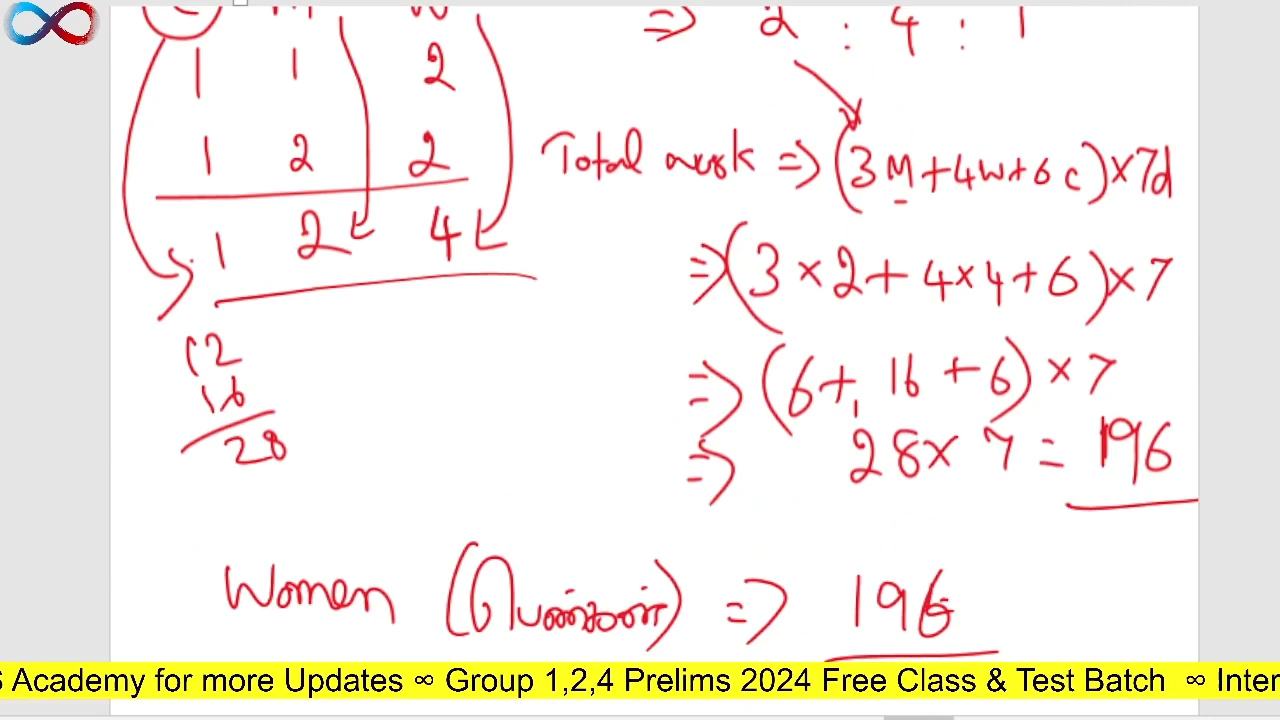 => 2 : 4 : 1
1 1 2
1 2 2
1 2 4
12
16
28
Total work => (3M+4W+6c)×7d
=> (3×2+4×4+6)×7
=> (6+16+6)×7
=> 28×7=196
Women (பெண்கள்) => 196
S Academy for more Updates ∞ Group 1,2,4 Prelims 2024 Free Class & Test Batch ∞ Inter